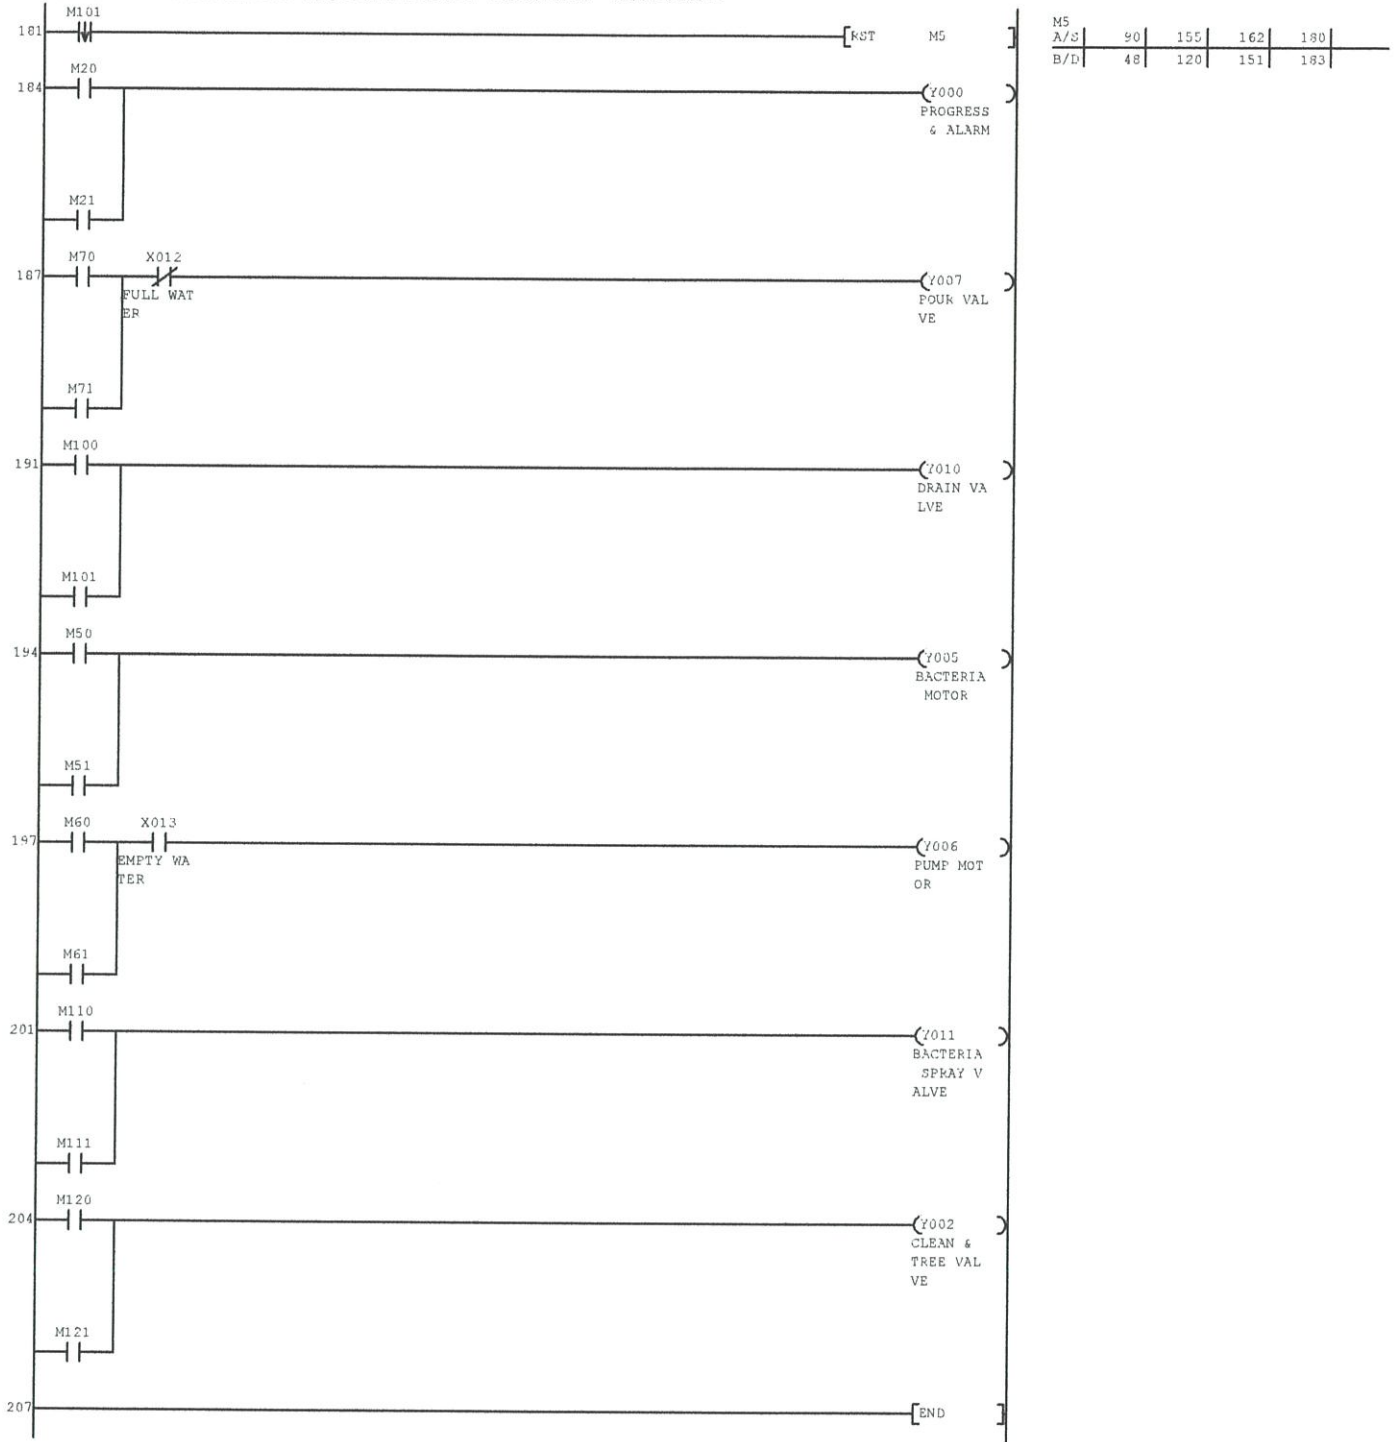 M101
181 RST M5
M5
A/S 90 155 162 180
B/D 48 120 151 183
M20
184 Y000
PROGRESS
& ALARM
M21
M70 X012
187 Y007
FULL WAT
ER
POUR VAL
VE
M71
M100
191 Y010
DRAIN VA
LVE
M101
M50
194 Y005
BACTERIA
MOTOR
M51
M60 X013
197 Y006
EMPTY WA
TER
PUMP MOT
OR
M61
M110
201 Y011
BACTERIA
SPRAY V
ALVE
M111
M120
204 Y002
CLEAN &
TREE VAL
VE
M121
207 END